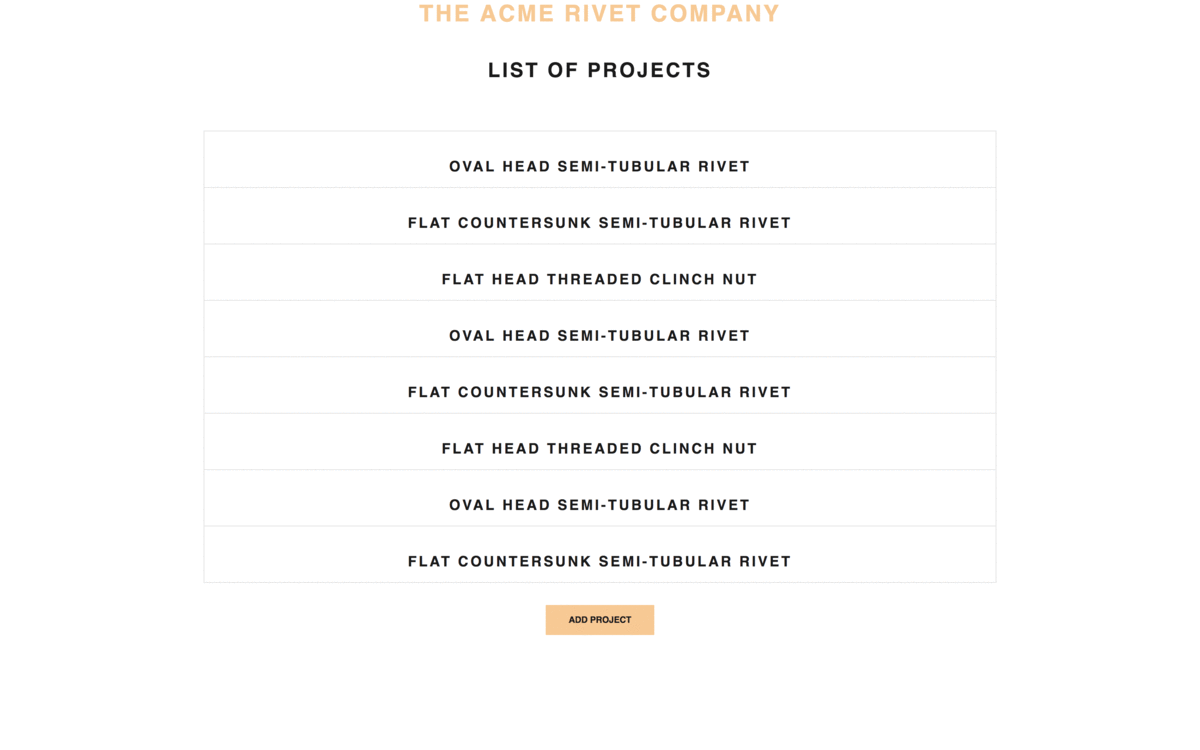 THE ACME RIVET COMPANY
LIST OF PROJECTS
OVAL HEAD SEMI-TUBULAR RIVET
FLAT COUNTERSUNK SEMI-TUBULAR RIVET
FLAT HEAD THREADED CLINCH NUT
OVAL HEAD SEMI-TUBULAR RIVET
FLAT COUNTERSUNK SEMI-TUBULAR RIVET
FLAT HEAD THREADED CLINCH NUT
OVAL HEAD SEMI-TUBULAR RIVET
FLAT COUNTERSUNK SEMI-TUBULAR RIVET
ADD PROJECT